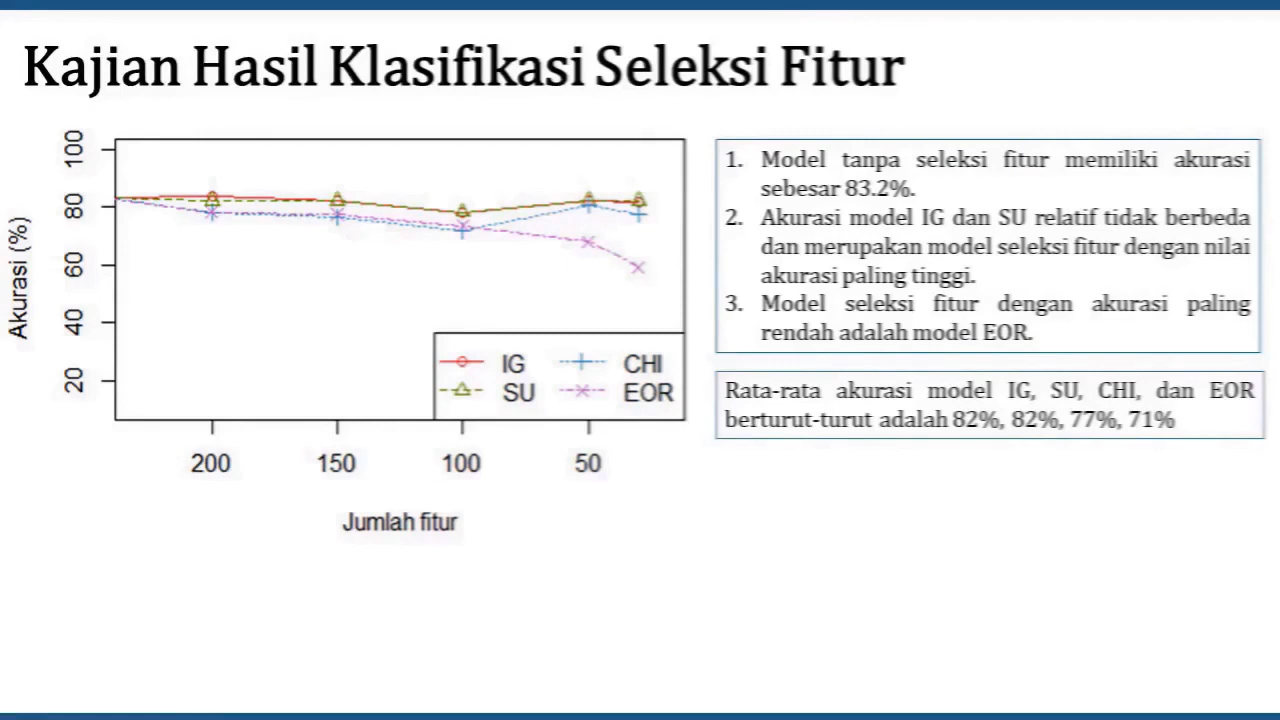 Kajian Hasil Klasifikasi Seleksi Fitur
100
80
60
40
20
Akurasi (%)
IG
CHI
SU
EOR
200
150
100
50
Jumlah fitur
1. Model tanpa seleksi fitur memiliki akurasi
sebesar 83.2%.
2. Akurasi model IG dan SU relatif tidak berbeda
dan merupakan model seleksi fitur dengan nilai
akurasi paling tinggi.
3. Model seleksi fitur dengan akurasi paling
rendah adalah model EOR.
Rata-rata akurasi model IG, SU, CHI, dan EOR
berturut-turut adalah 82%, 82%, 77%, 71%